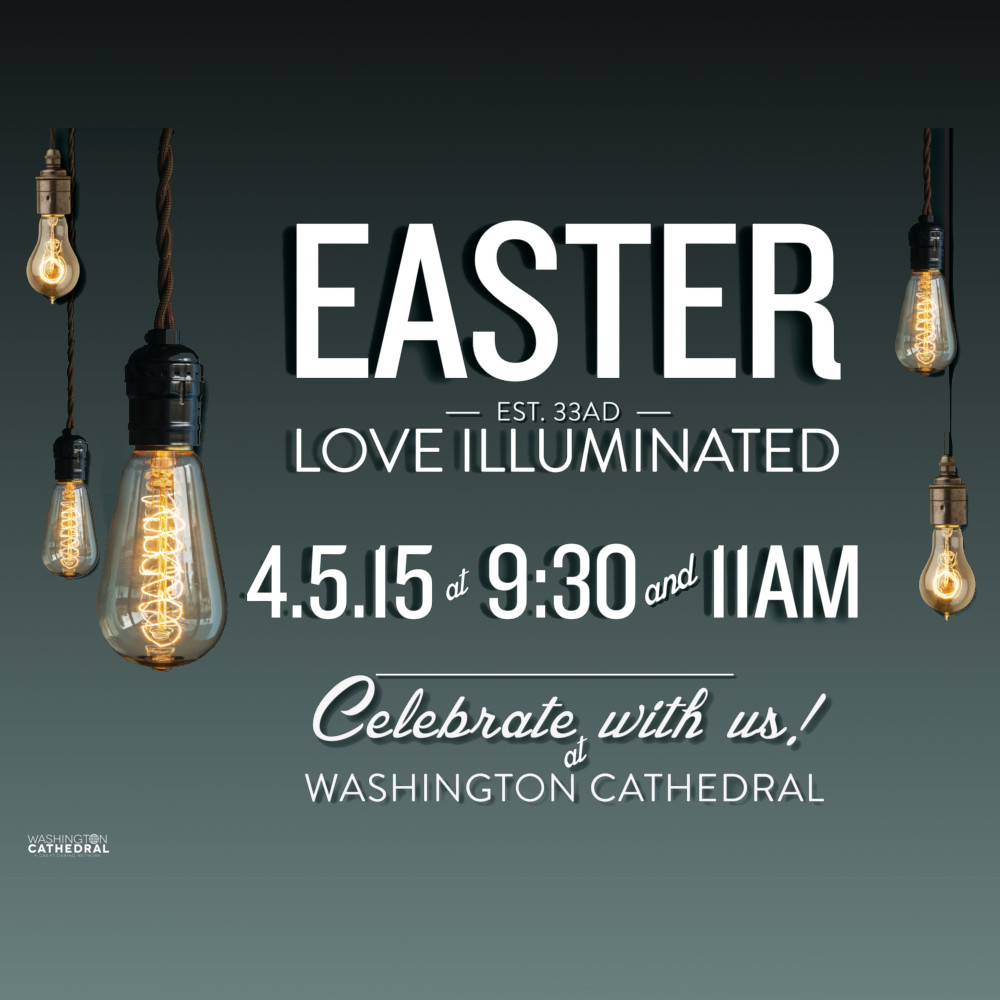 EASTER
— EST. 33AD —
LOVE ILLUMINATED
4.5.15 at 9:30 and 11AM
Celebrate with us!
at
WASHINGTON CATHEDRAL
WASHINGTON
CATHEDRAL